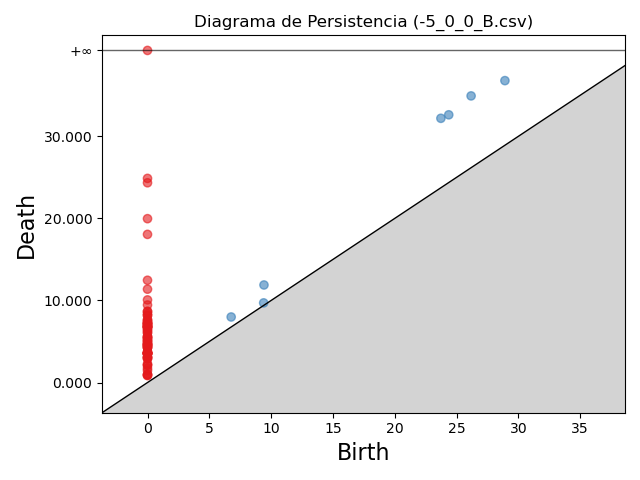 Diagrama de Persistencia (-5_0_0_B.csv)
+∞
30.000
20.000
10.000
0.000
Death
0 5 10 15 20 25 30 35
Birth